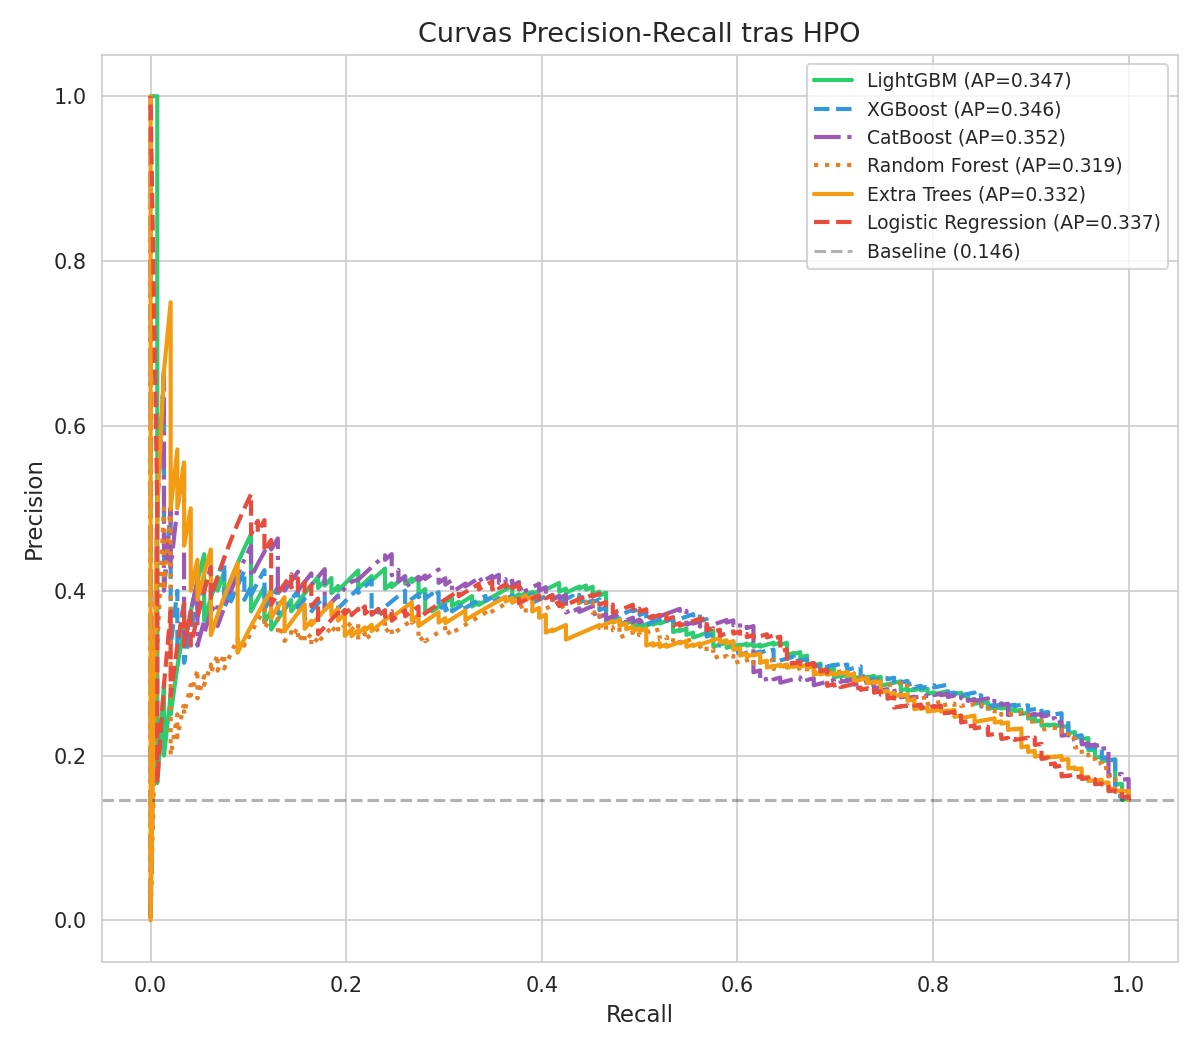 Curvas Precision-Recall tras HPO
LightGBM (AP=0.347)
XGBoost (AP=0.346)
CatBoost (AP=0.352)
Random Forest (AP=0.319)
Extra Trees (AP=0.332)
Logistic Regression (AP=0.337)
Baseline (0.146)
Precision
1.0
0.8
0.6
0.4
0.2
0.0
0.0 0.2 0.4 0.6 0.8 1.0
Recall